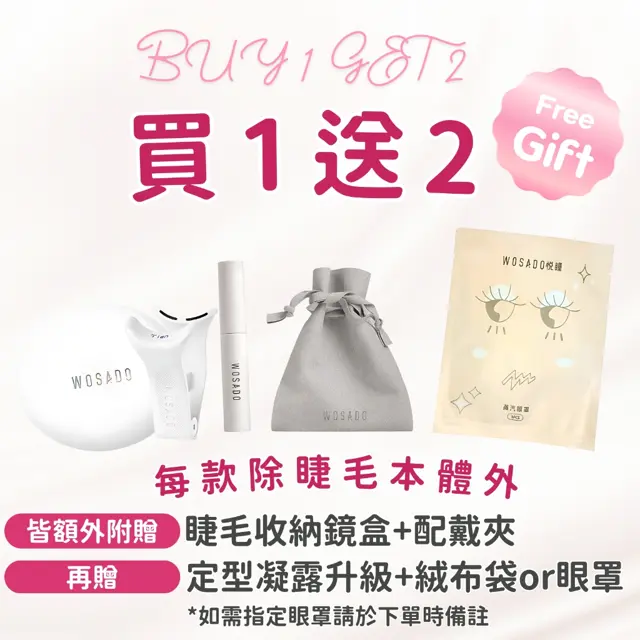 BUY 1 GET 2
買1送2
Free
Gift
WOSADO
WOSADO
WOSADO
WOSADO悦瞳
蒸汽眼罩
每款除睫毛本體外
皆額外附贈 睫毛收納鏡盒+配戴夾
再贈 定型凝露升級+絨布袋or眼罩
*如需指定眼罩請於下單時備註